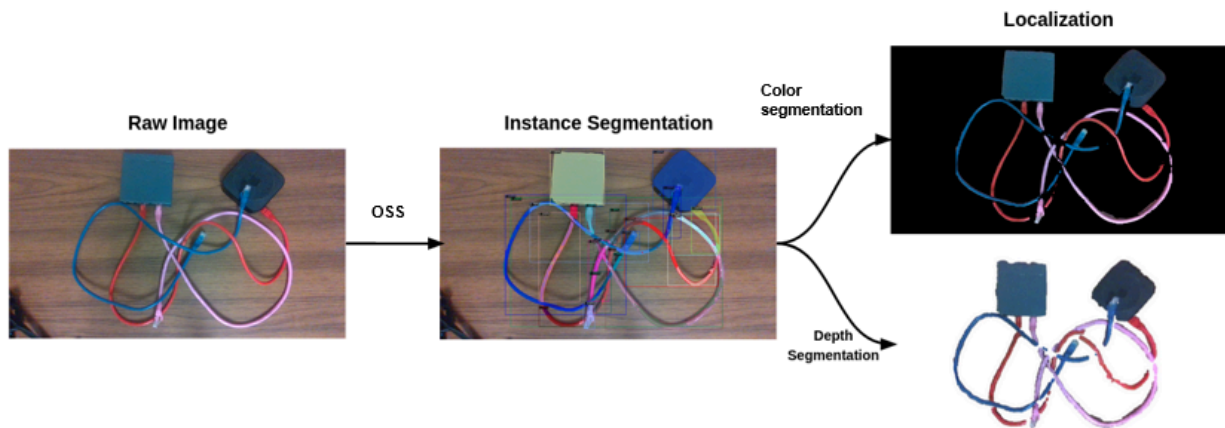 Localization
Color
segmentation
Raw Image
Instance Segmentation
OSS
Depth
Segmentation